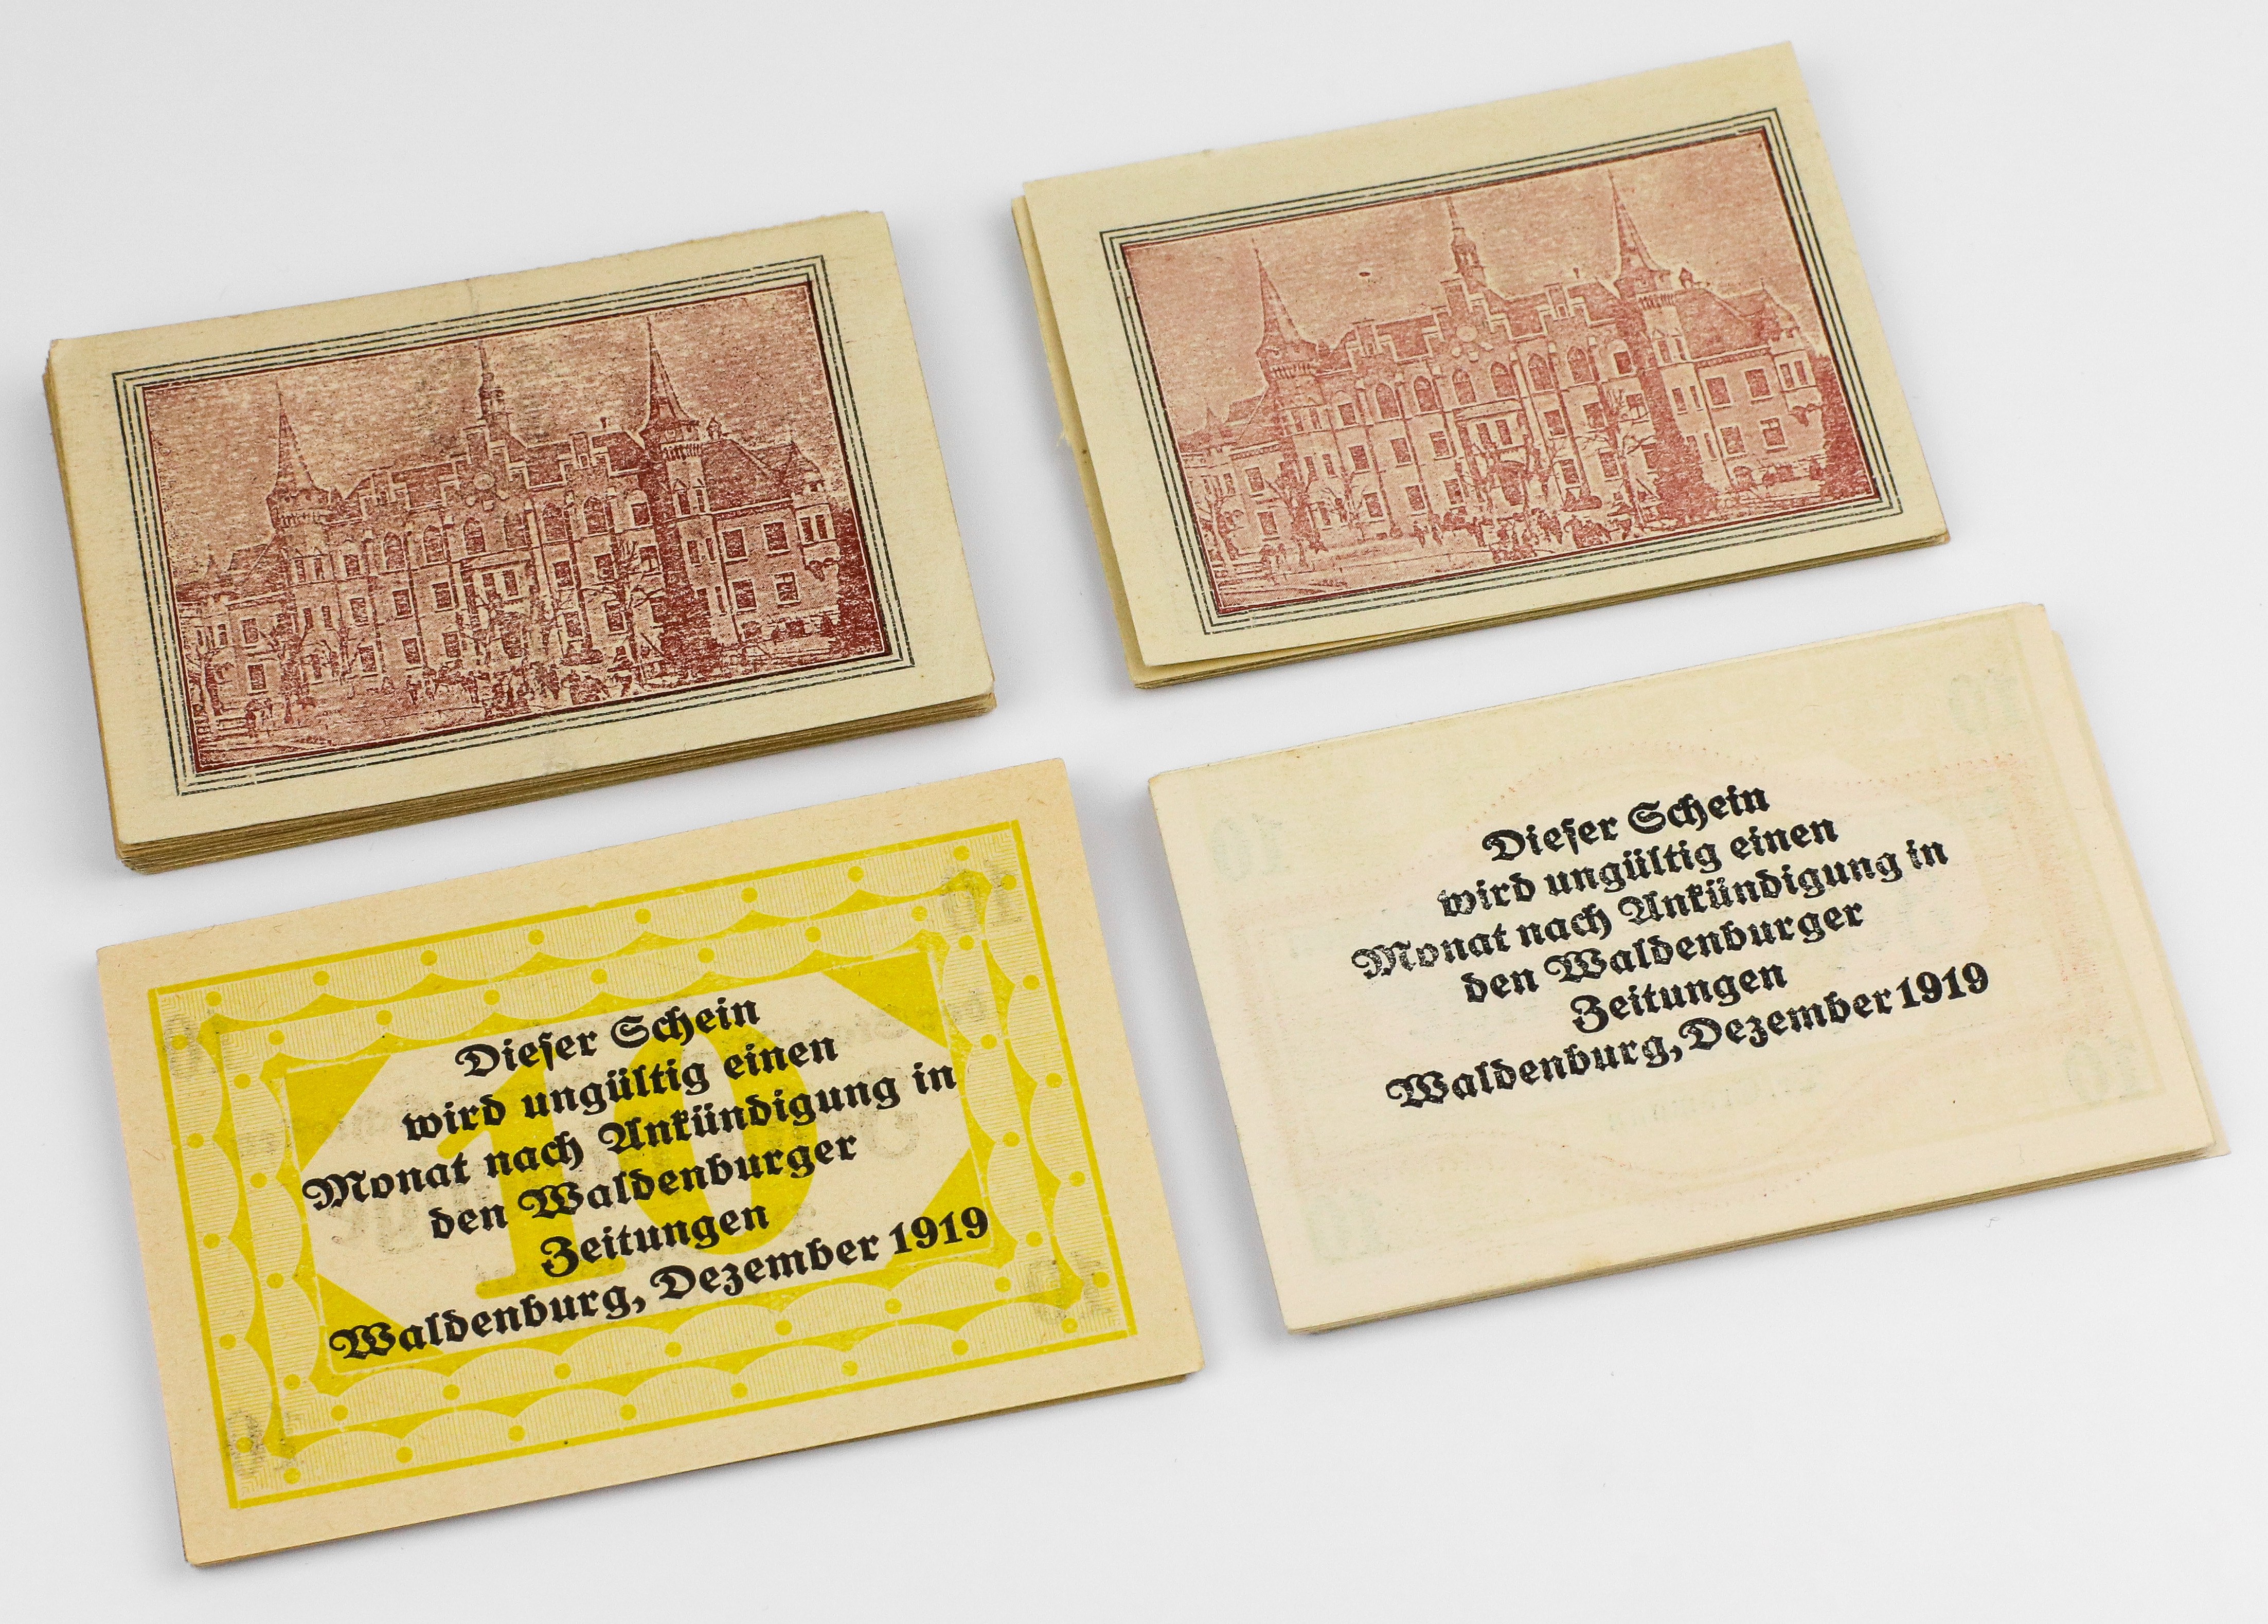 Dieser Schein
wird ungültig einen
Monat nach Ankündigung in
den Waldenburger
Zeitungen
Waldenburg, Dezember 1919
10
Dieser Schein
wird ungültig einen
Monat nach Ankündigung in
den Waldenburger
Zeitungen
Waldenburg, Dezember 1919